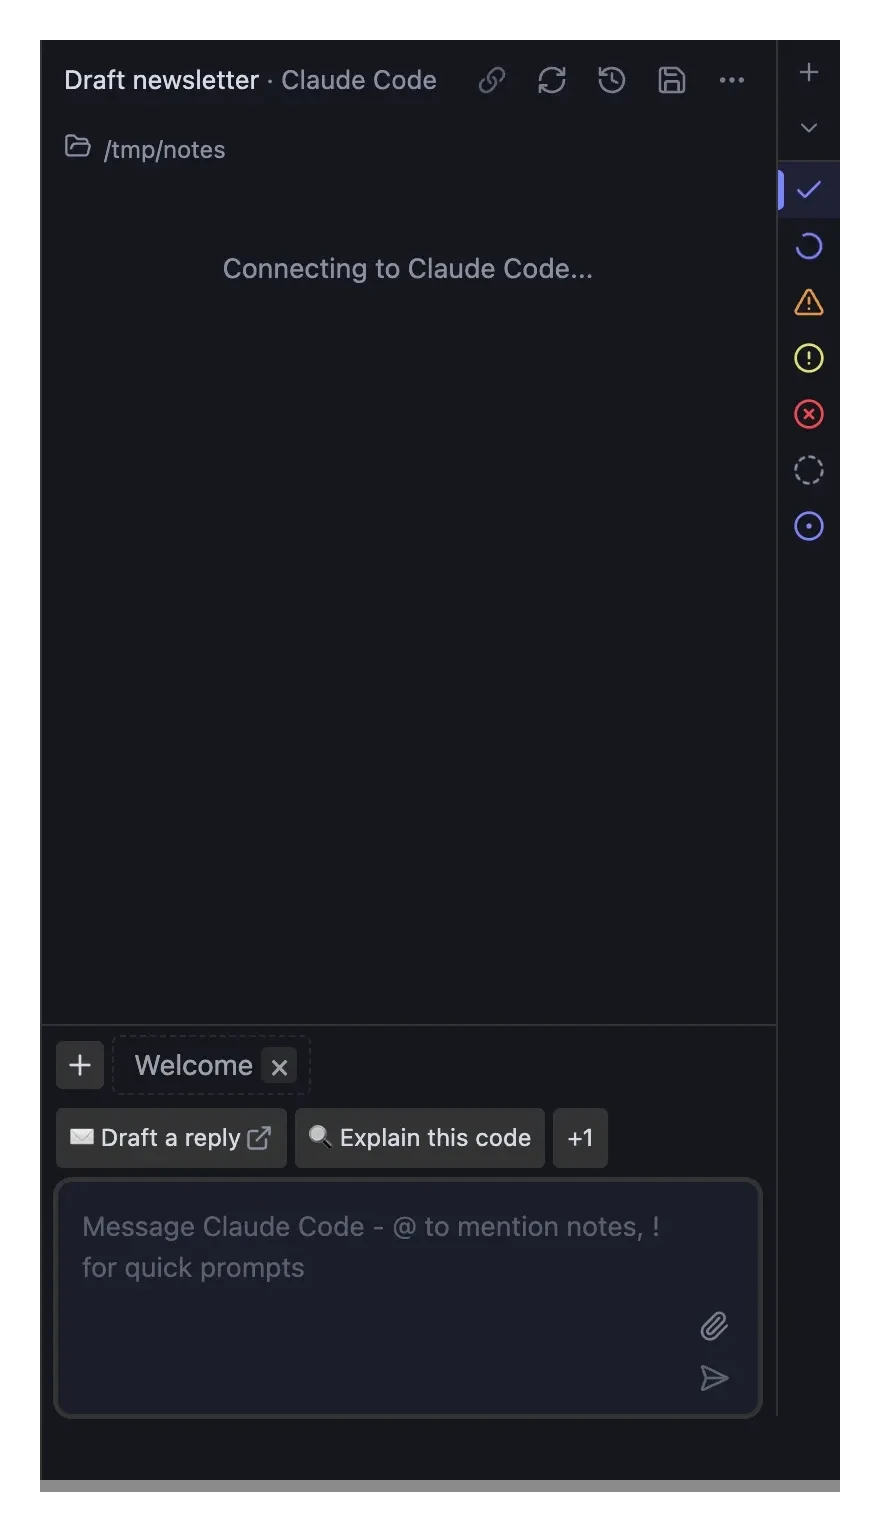 Draft newsletter · Claude Code
/tmp/notes
Connecting to Claude Code...
Welcome
Draft a reply
Explain this code
+1
Message Claude Code - @ to mention notes, !
for quick prompts